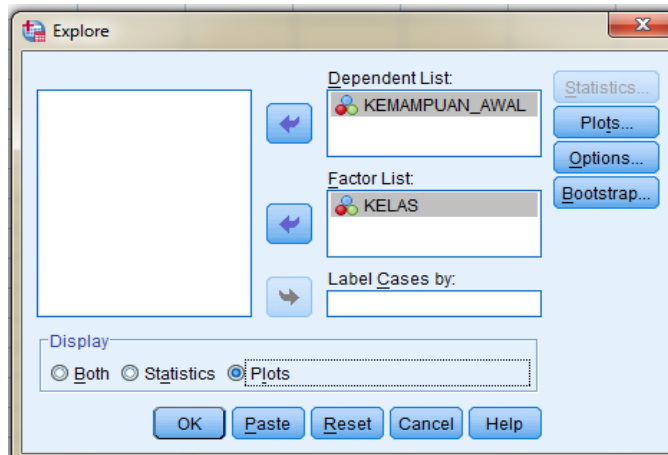 Explore
Dependent List:
KEMAMPUAN_AWAL
Factor List:
KELAS
Label Cases by:
Statistics...
Plots...
Options...
Bootstrap...
Display
Both Statistics Plots
OK Paste Reset Cancel Help